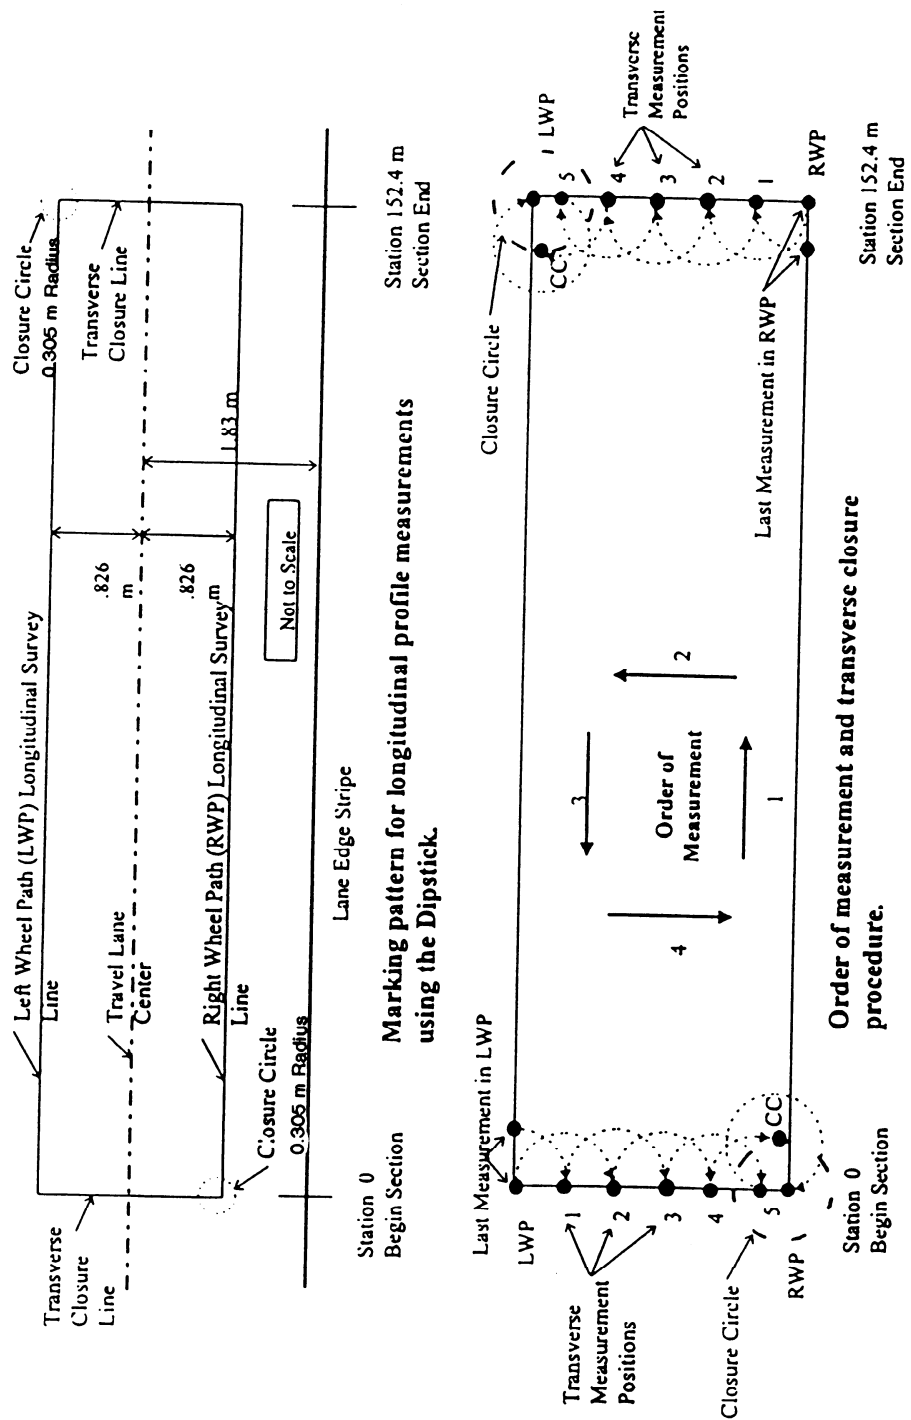 Closure Circle
0.305 m Radius
Transverse
Closure Line
Left Wheel Path (LWP) Longitudinal Survey
Line
.826
m
.826
m
1.83 m
Travel Lane
Center
Right Wheel Path (RWP) Longitudinal Survey
Line
Transverse
Closure
Line
Closure Circle
0.305 m Radius
Not to Scale
Lane Edge Stripe
Station 0
Begin Section
Station 152.4 m
Section End
Marking pattern for longitudinal profile measurements
using the Dipstick.
Last Measurement in LWP
LWP
1
2
3
4
5
Transverse
Measurement
Positions
Closure Circle
RWP
CC
Station 0
Begin Section
3
4
Order of
Measurement
2
1
Closure Circle
CC
LWP
5
4
3
2
1
Transverse
Measurement
Positions
RWP
Last Measurement in RWP
Station 152.4 m
Section End
Order of measurement and transverse closure
procedure.